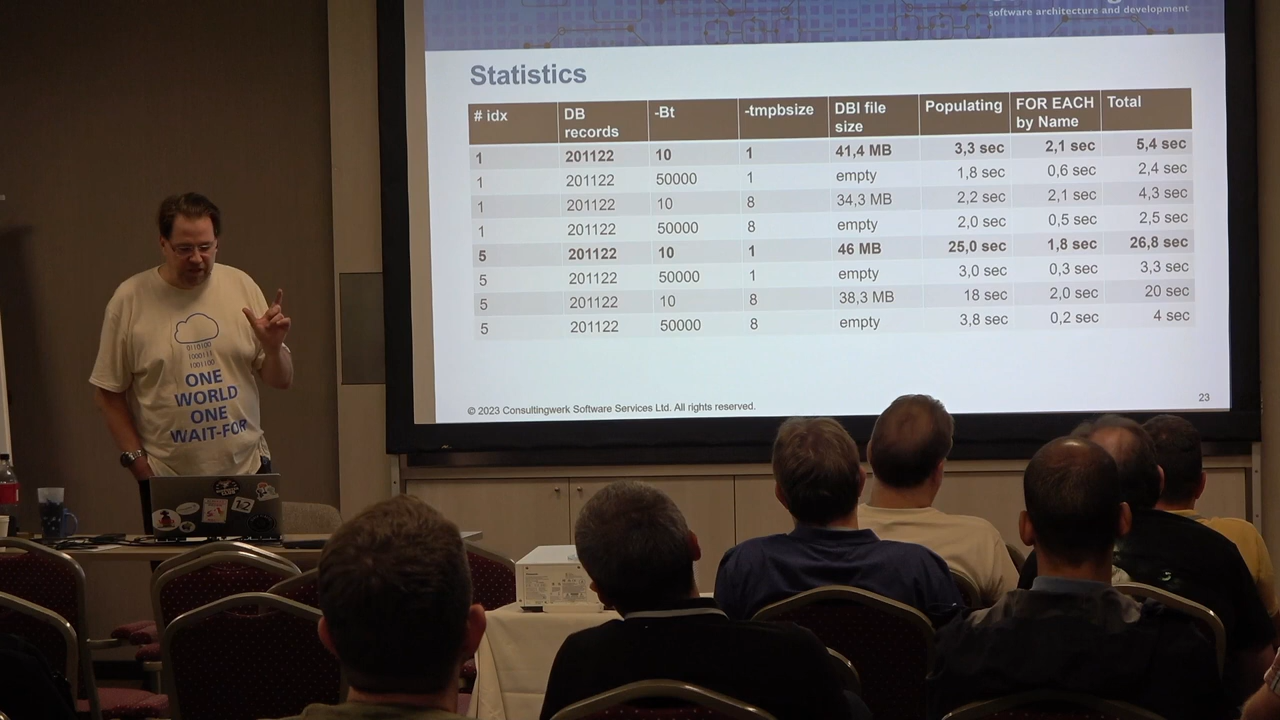 software architecture and development
Statistics
# idx DB records -Bt -tmpbsize DBI file size Populating FOR EACH by Name Total
1 201122 10 1 41,4 MB 3,3 sec 2,1 sec 5,4 sec
1 201122 50000 1 empty 1,8 sec 0,6 sec 2,4 sec
1 201122 10 8 34,3 MB 2,2 sec 2,1 sec 4,3 sec
1 201122 50000 8 empty 2,0 sec 0,5 sec 2,5 sec
5 201122 10 1 46 MB 25,0 sec 1,8 sec 26,8 sec
5 201122 50000 1 empty 3,0 sec 0,3 sec 3,3 sec
5 201122 10 8 38,3 MB 18 sec 2,0 sec 20 sec
5 201122 50000 8 empty 3,8 sec 0,2 sec 4 sec
© 2023 Consultingwerk Software Services Ltd. All rights reserved.
23
0110100
1000111
1001100
ONE
WORLD
ONE
WAIT-FOR